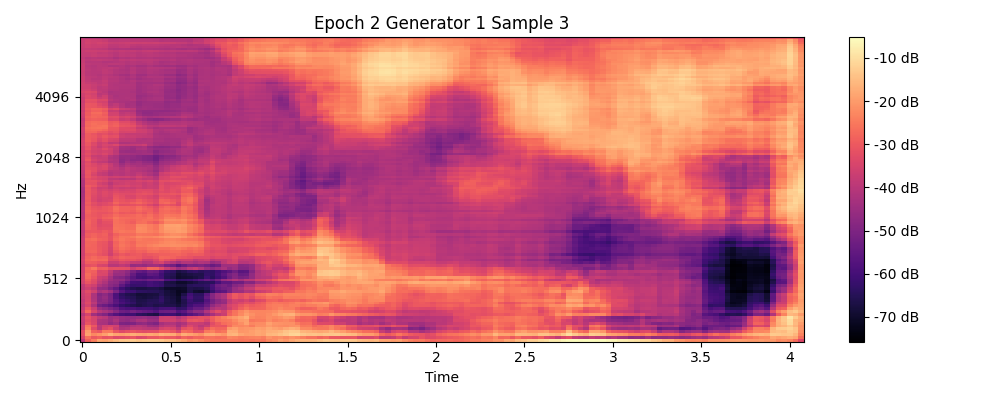 Epoch 2 Generator 1 Sample 3
Hz
4096
2048
1024
512
0
0 0.5 1 1.5 2 2.5 3 3.5 4
Time
-10 dB
-20 dB
-30 dB
-40 dB
-50 dB
-60 dB
-70 dB